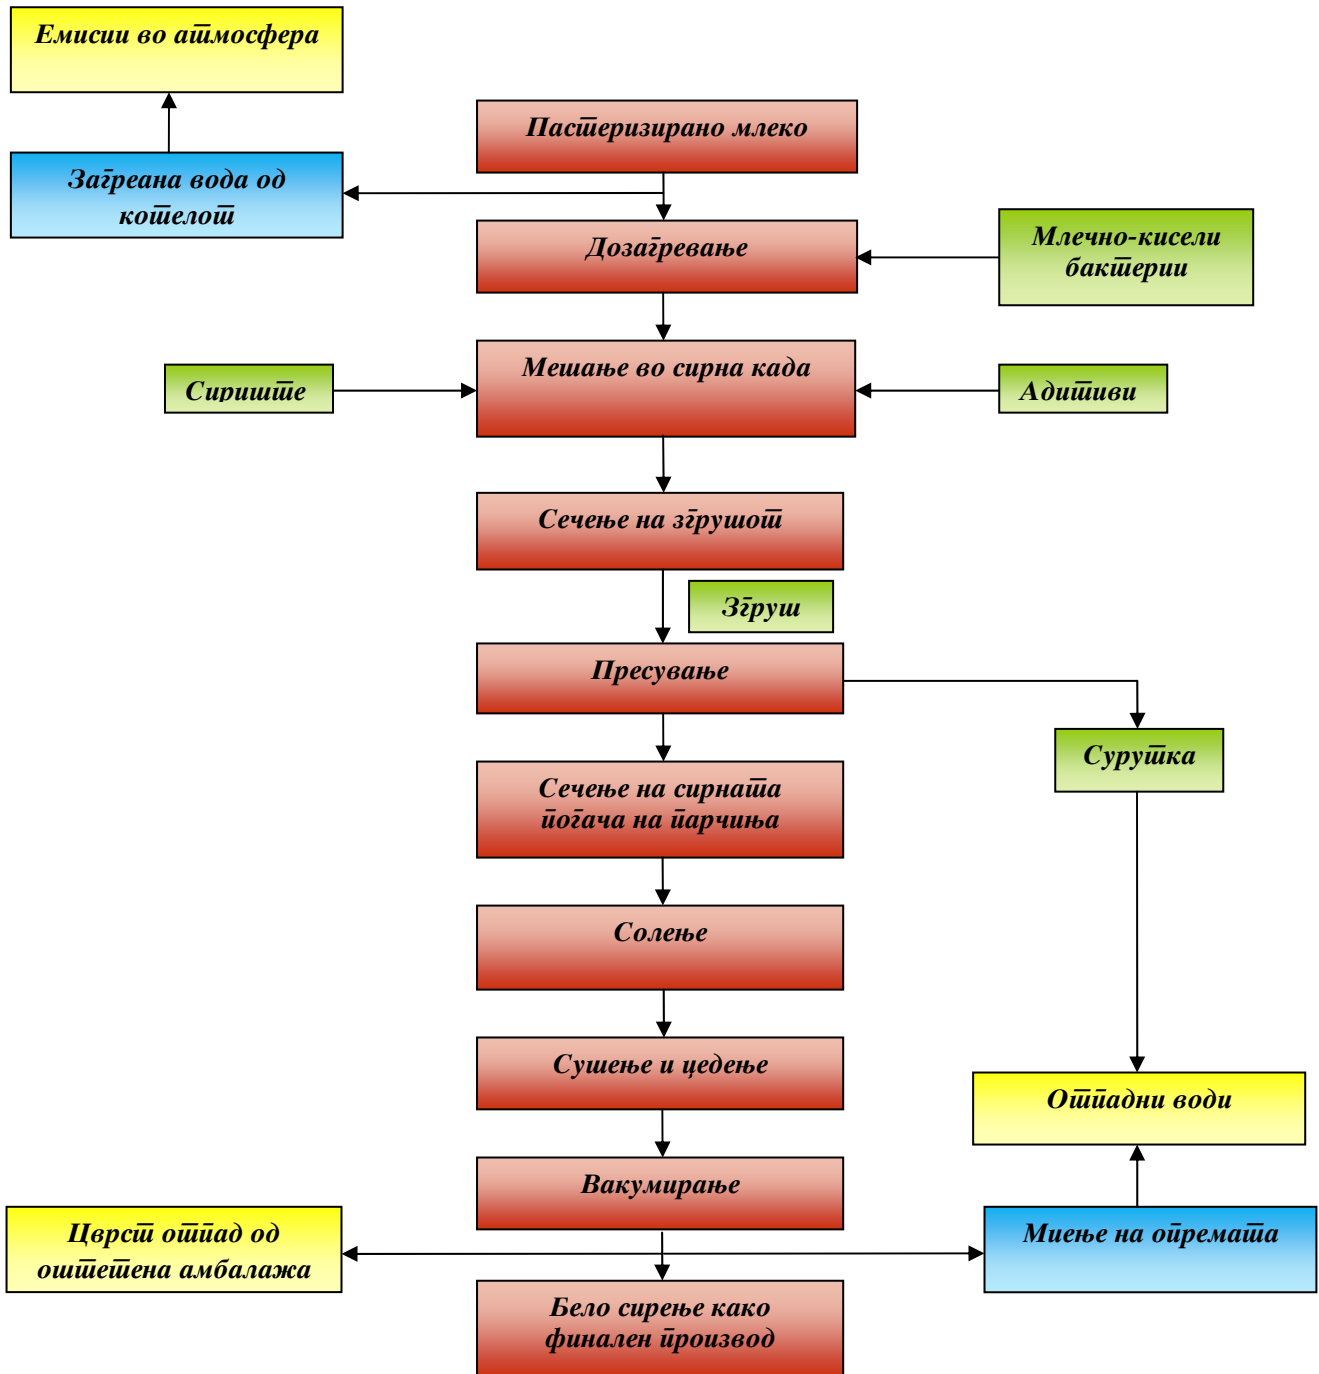 Емисии во атмосфера
Пастеризирано млеко
Загреана вода од
котелот
Дозагревање
Млечно-кисели
бактерии
Мешање во сирна када
Сириште
Адитиви
Сечење на згрушот
Згруш
Пресување
Сурутка
Сечење на сирната
погача на парчиња
Солење
Сушење и цедење
Отпадни води
Вакумирање
Цврст отпад од
оштетена амбалажа
Миење на опремата
Бело сирење како
финален производ